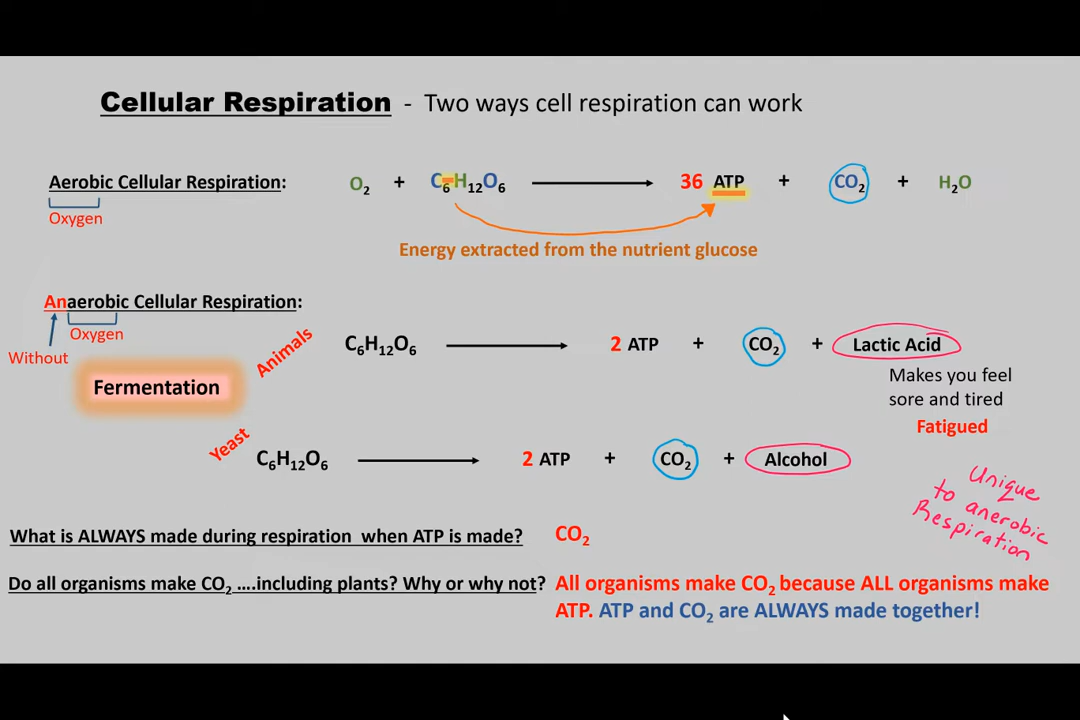 Cellular Respiration - Two ways cell respiration can work
Aerobic Cellular Respiration: O₂ + C₆H₁₂O₆ → 36 ATP + CO₂ + H₂O
Oxygen
Energy extracted from the nutrient glucose
Anaerobic Cellular Respiration:
Oxygen
Without
Animals C₆H₁₂O₆ → 2 ATP + CO₂ + Lactic Acid
Makes you feel
sore and tired
Fatigued
Fermentation
Yeast C₆H₁₂O₆ → 2 ATP + CO₂ + Alcohol
Unique
to anerobic
Respiration
What is ALWAYS made during respiration when ATP is made? CO₂
Do all organisms make CO₂ ....including plants? Why or why not? All organisms make CO₂ because ALL organisms make
ATP. ATP and CO₂ are ALWAYS made together!